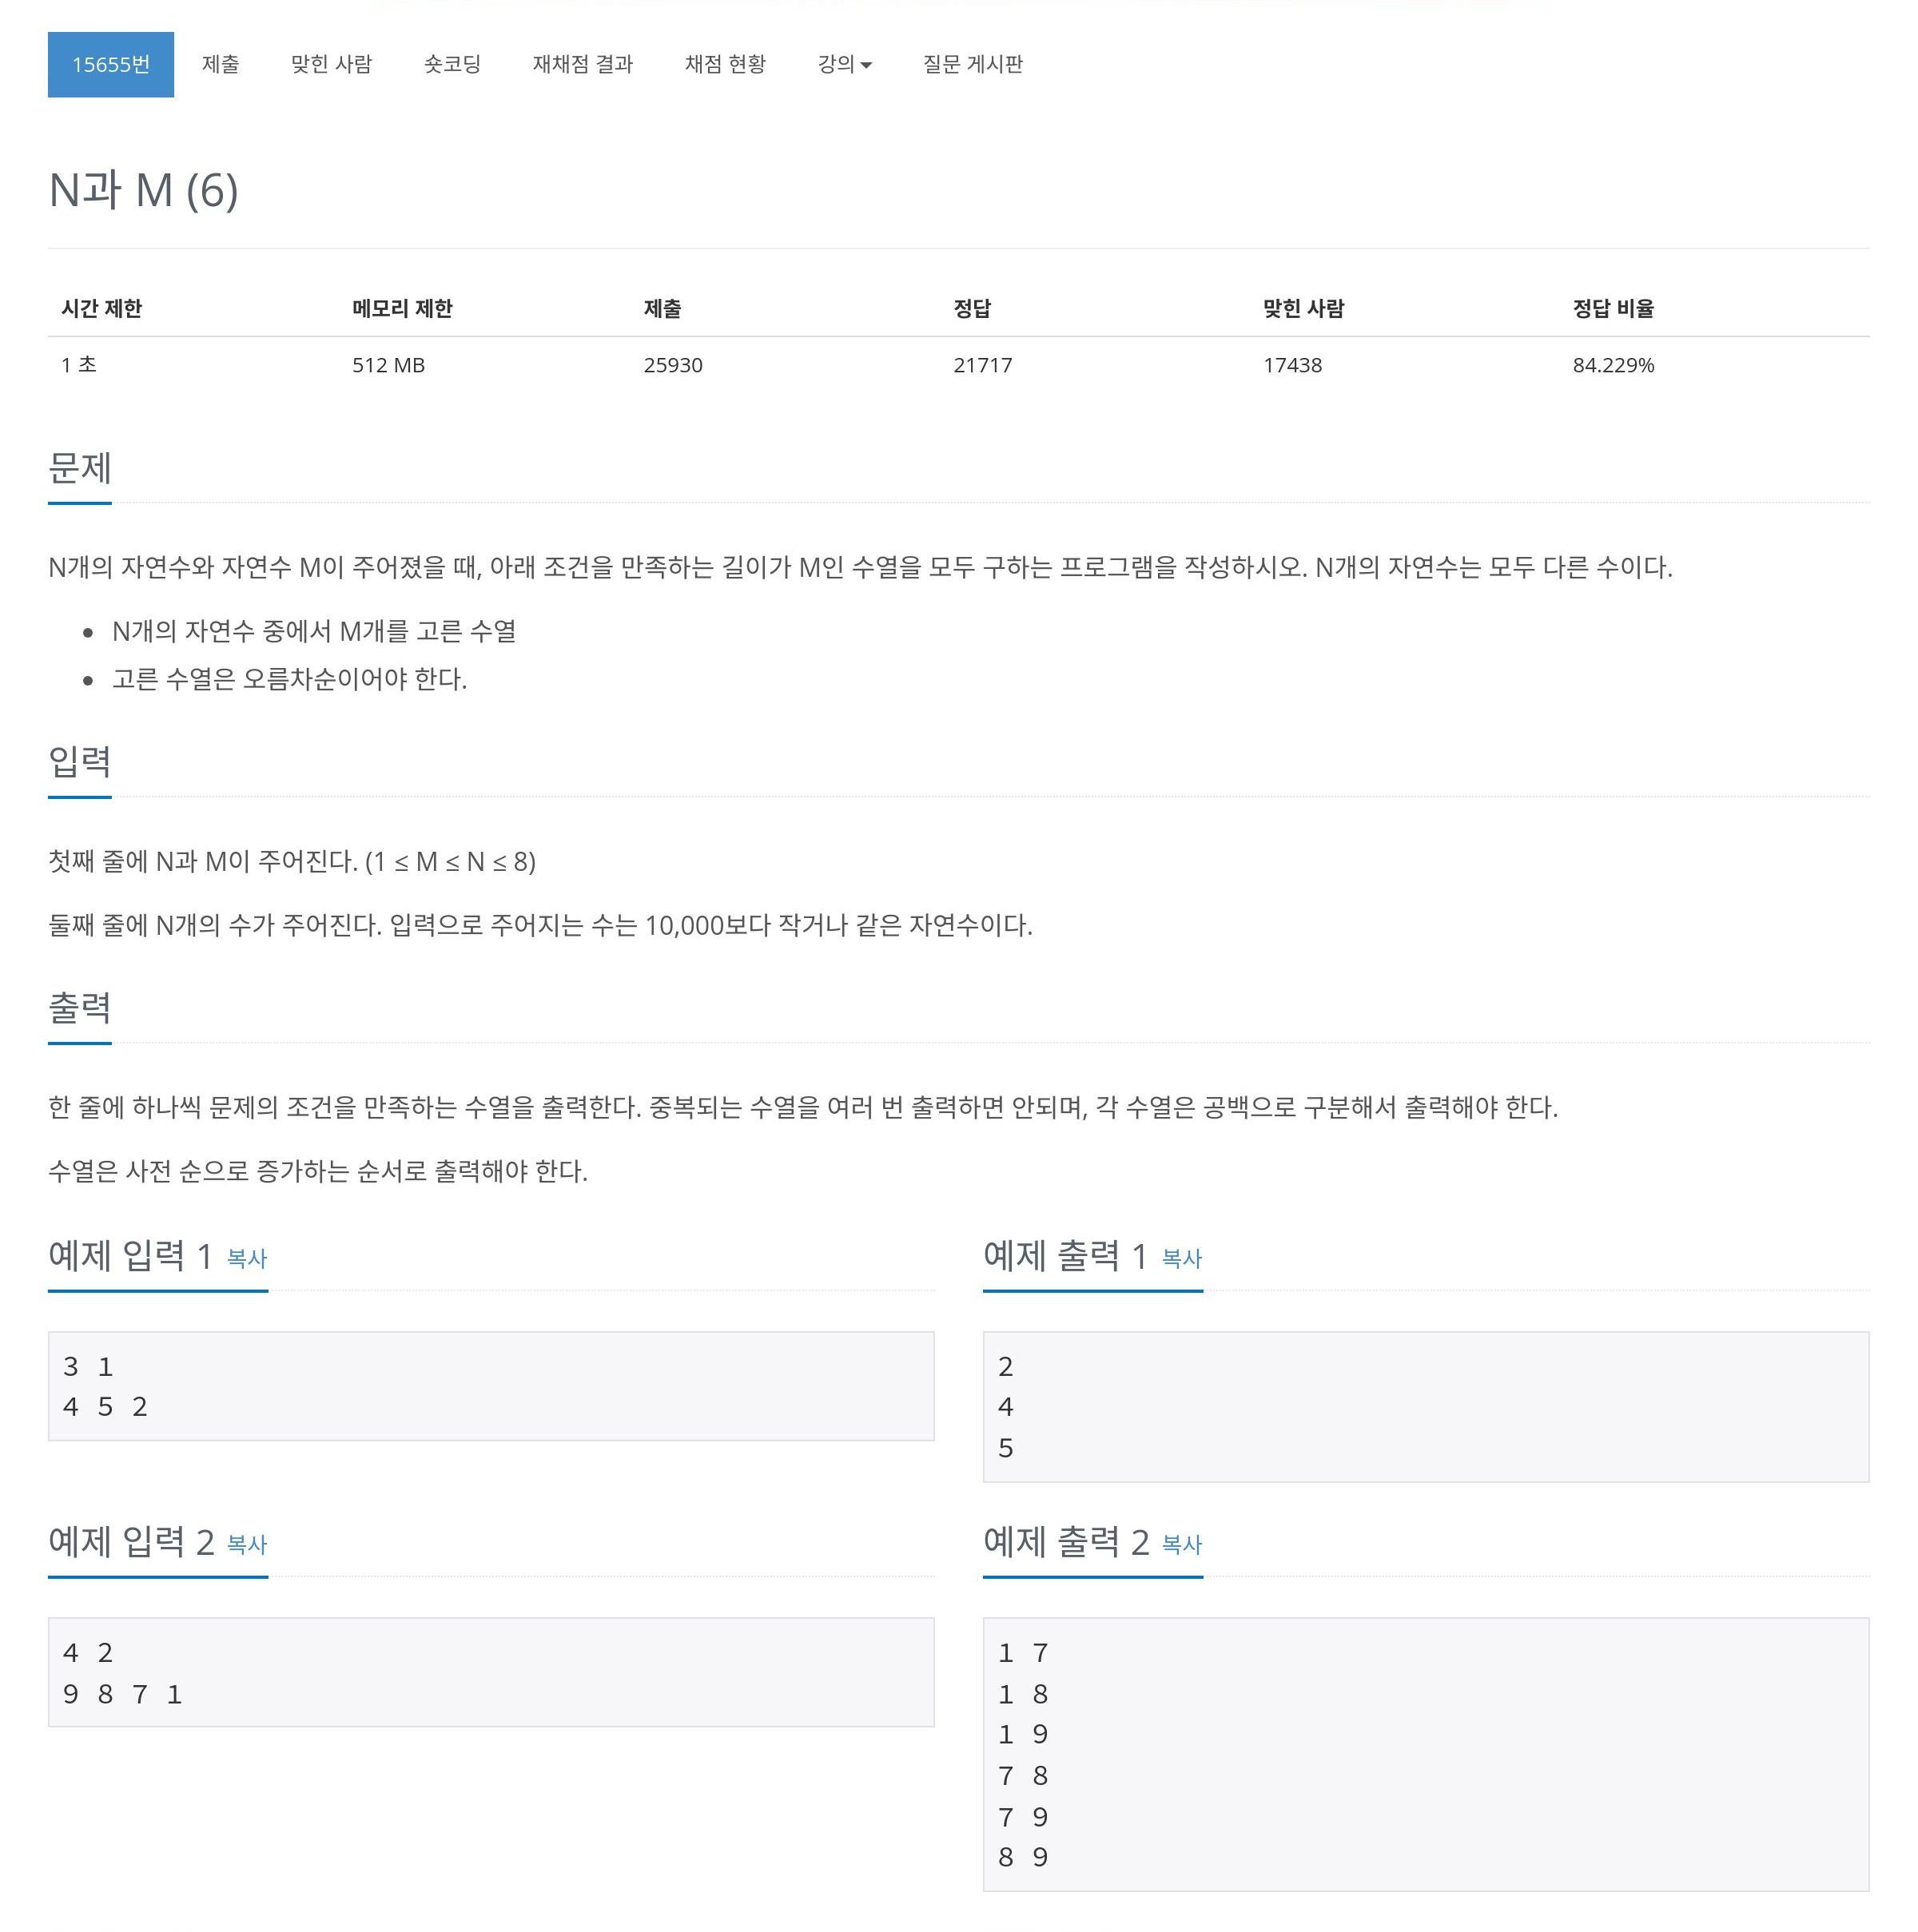 15655번 제출 맞힌 사람 숏코딩 재채점 결과 채점 현황 강의 질문 게시판
N과 M (6)
시간 제한 메모리 제한 제출 정답 맞힌 사람 정답 비율
1 초 512 MB 25930 21717 17438 84.229%
문제
N개의 자연수와 자연수 M이 주어졌을 때, 아래 조건을 만족하는 길이가 M인 수열을 모두 구하는 프로그램을 작성하시오. N개의 자연수는 모두 다른 수이다.
• N개의 자연수 중에서 M개를 고른 수열
• 고른 수열은 오름차순이어야 한다.
입력
첫째 줄에 N과 M이 주어진다. (1 ≤ M ≤ N ≤ 8)
둘째 줄에 N개의 수가 주어진다. 입력으로 주어지는 수는 10,000보다 작거나 같은 자연수이다.
출력
한 줄에 하나씩 문제의 조건을 만족하는 수열을 출력한다. 중복되는 수열을 여러 번 출력하면 안되며, 각 수열은 공백으로 구분해서 출력해야 한다.
수열은 사전 순으로 증가하는 순서로 출력해야 한다.
예제 입력 1 복사
3 1
4 5 2
예제 출력 1 복사
2
4
5
예제 입력 2 복사
4 2
9 8 7 1
예제 출력 2 복사
1 7
1 8
1 9
7 8
7 9
8 9